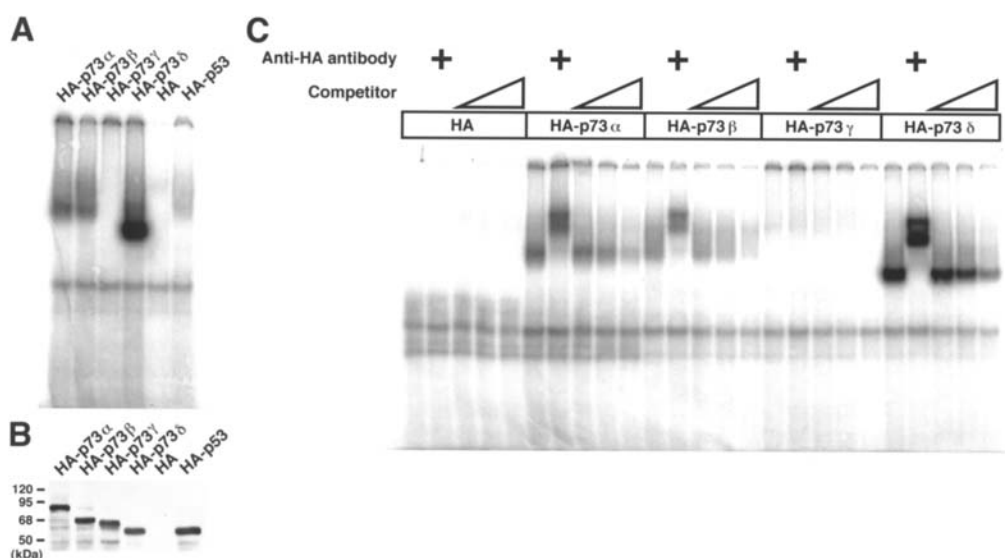 A
HA-p73α
HA-p73β
HA-p73γ
HA-p73δ
HA
HA-p53
B
HA-p73α
HA-p73β
HA-p73γ
HA-p73δ
HA
HA-p53
120
95
68
50
(kDa)
C
Anti-HA antibody + + + + +
Competitor
HA HA-p73α HA-p73β HA-p73γ HA-p73δ